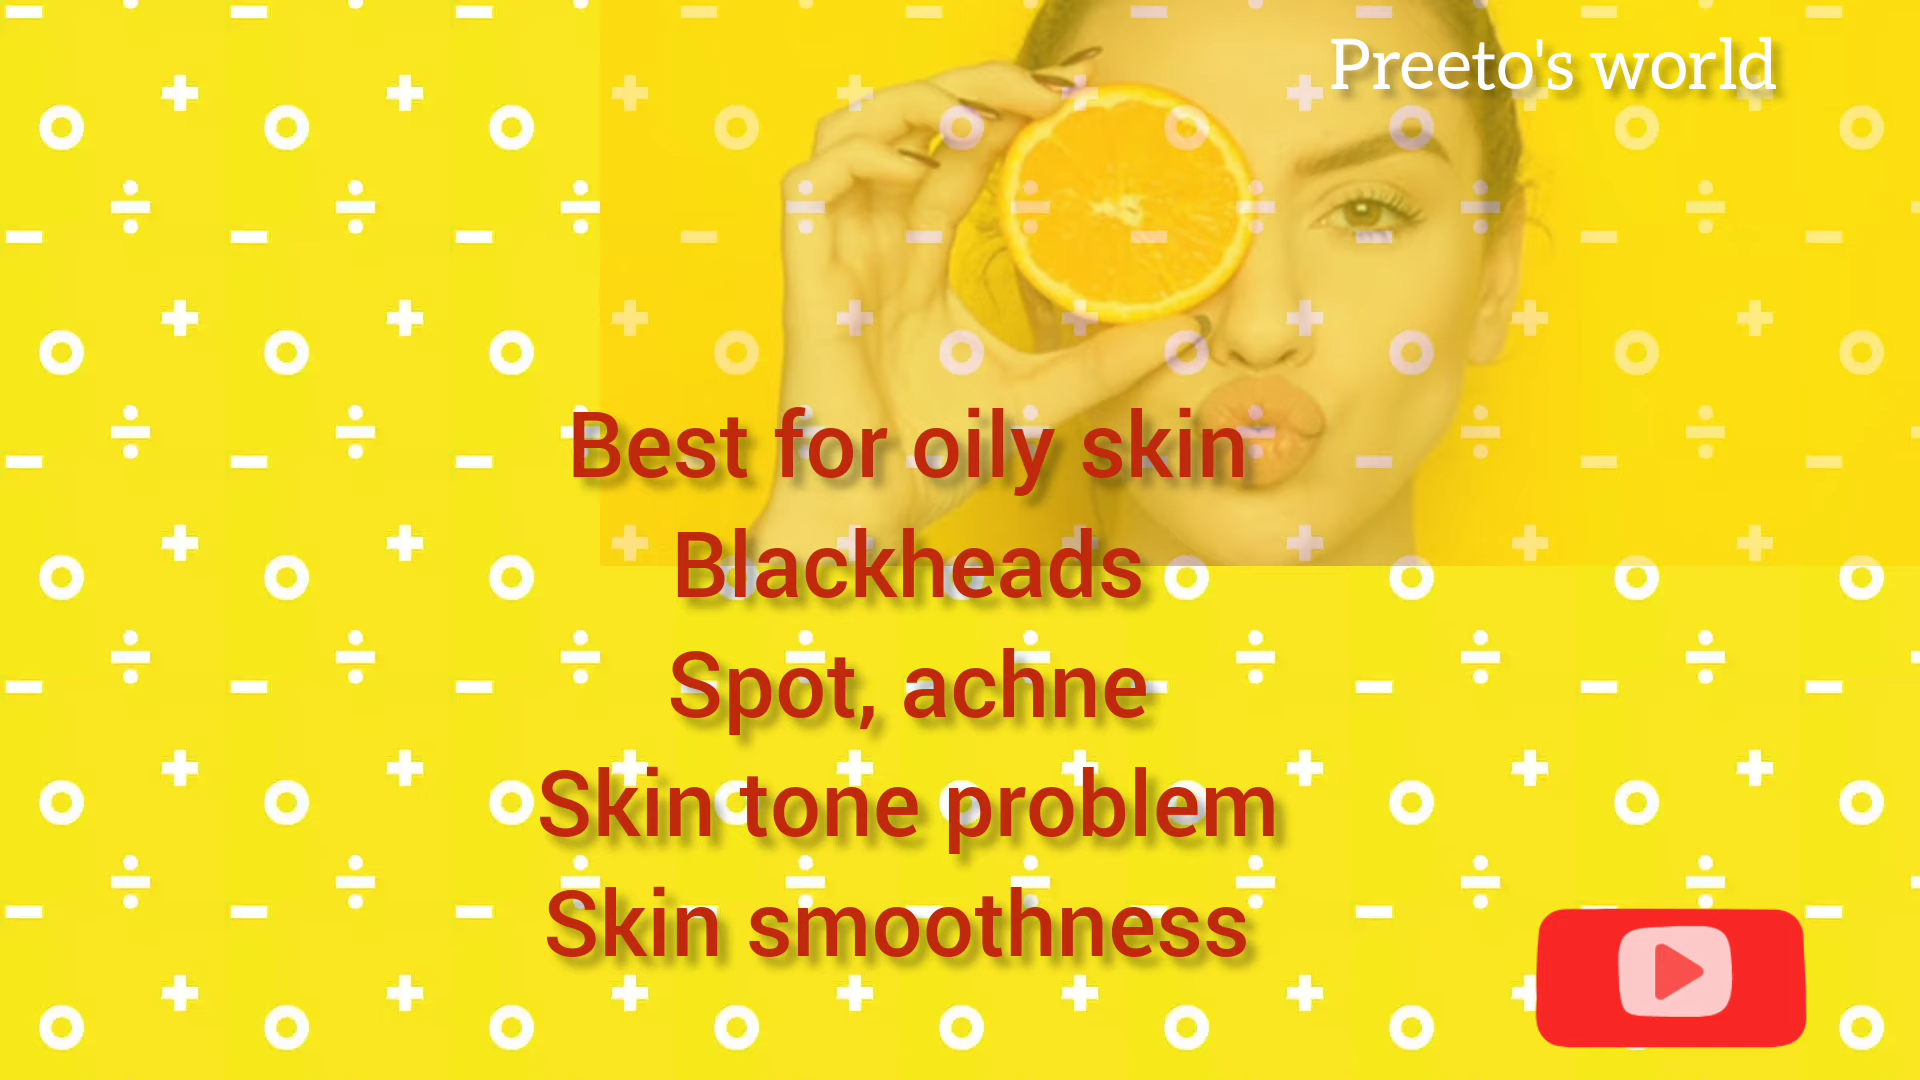 Preeto's world
Best for oily skin
Blackheads
Spot, achne
Skin tone problem
Skin smoothness